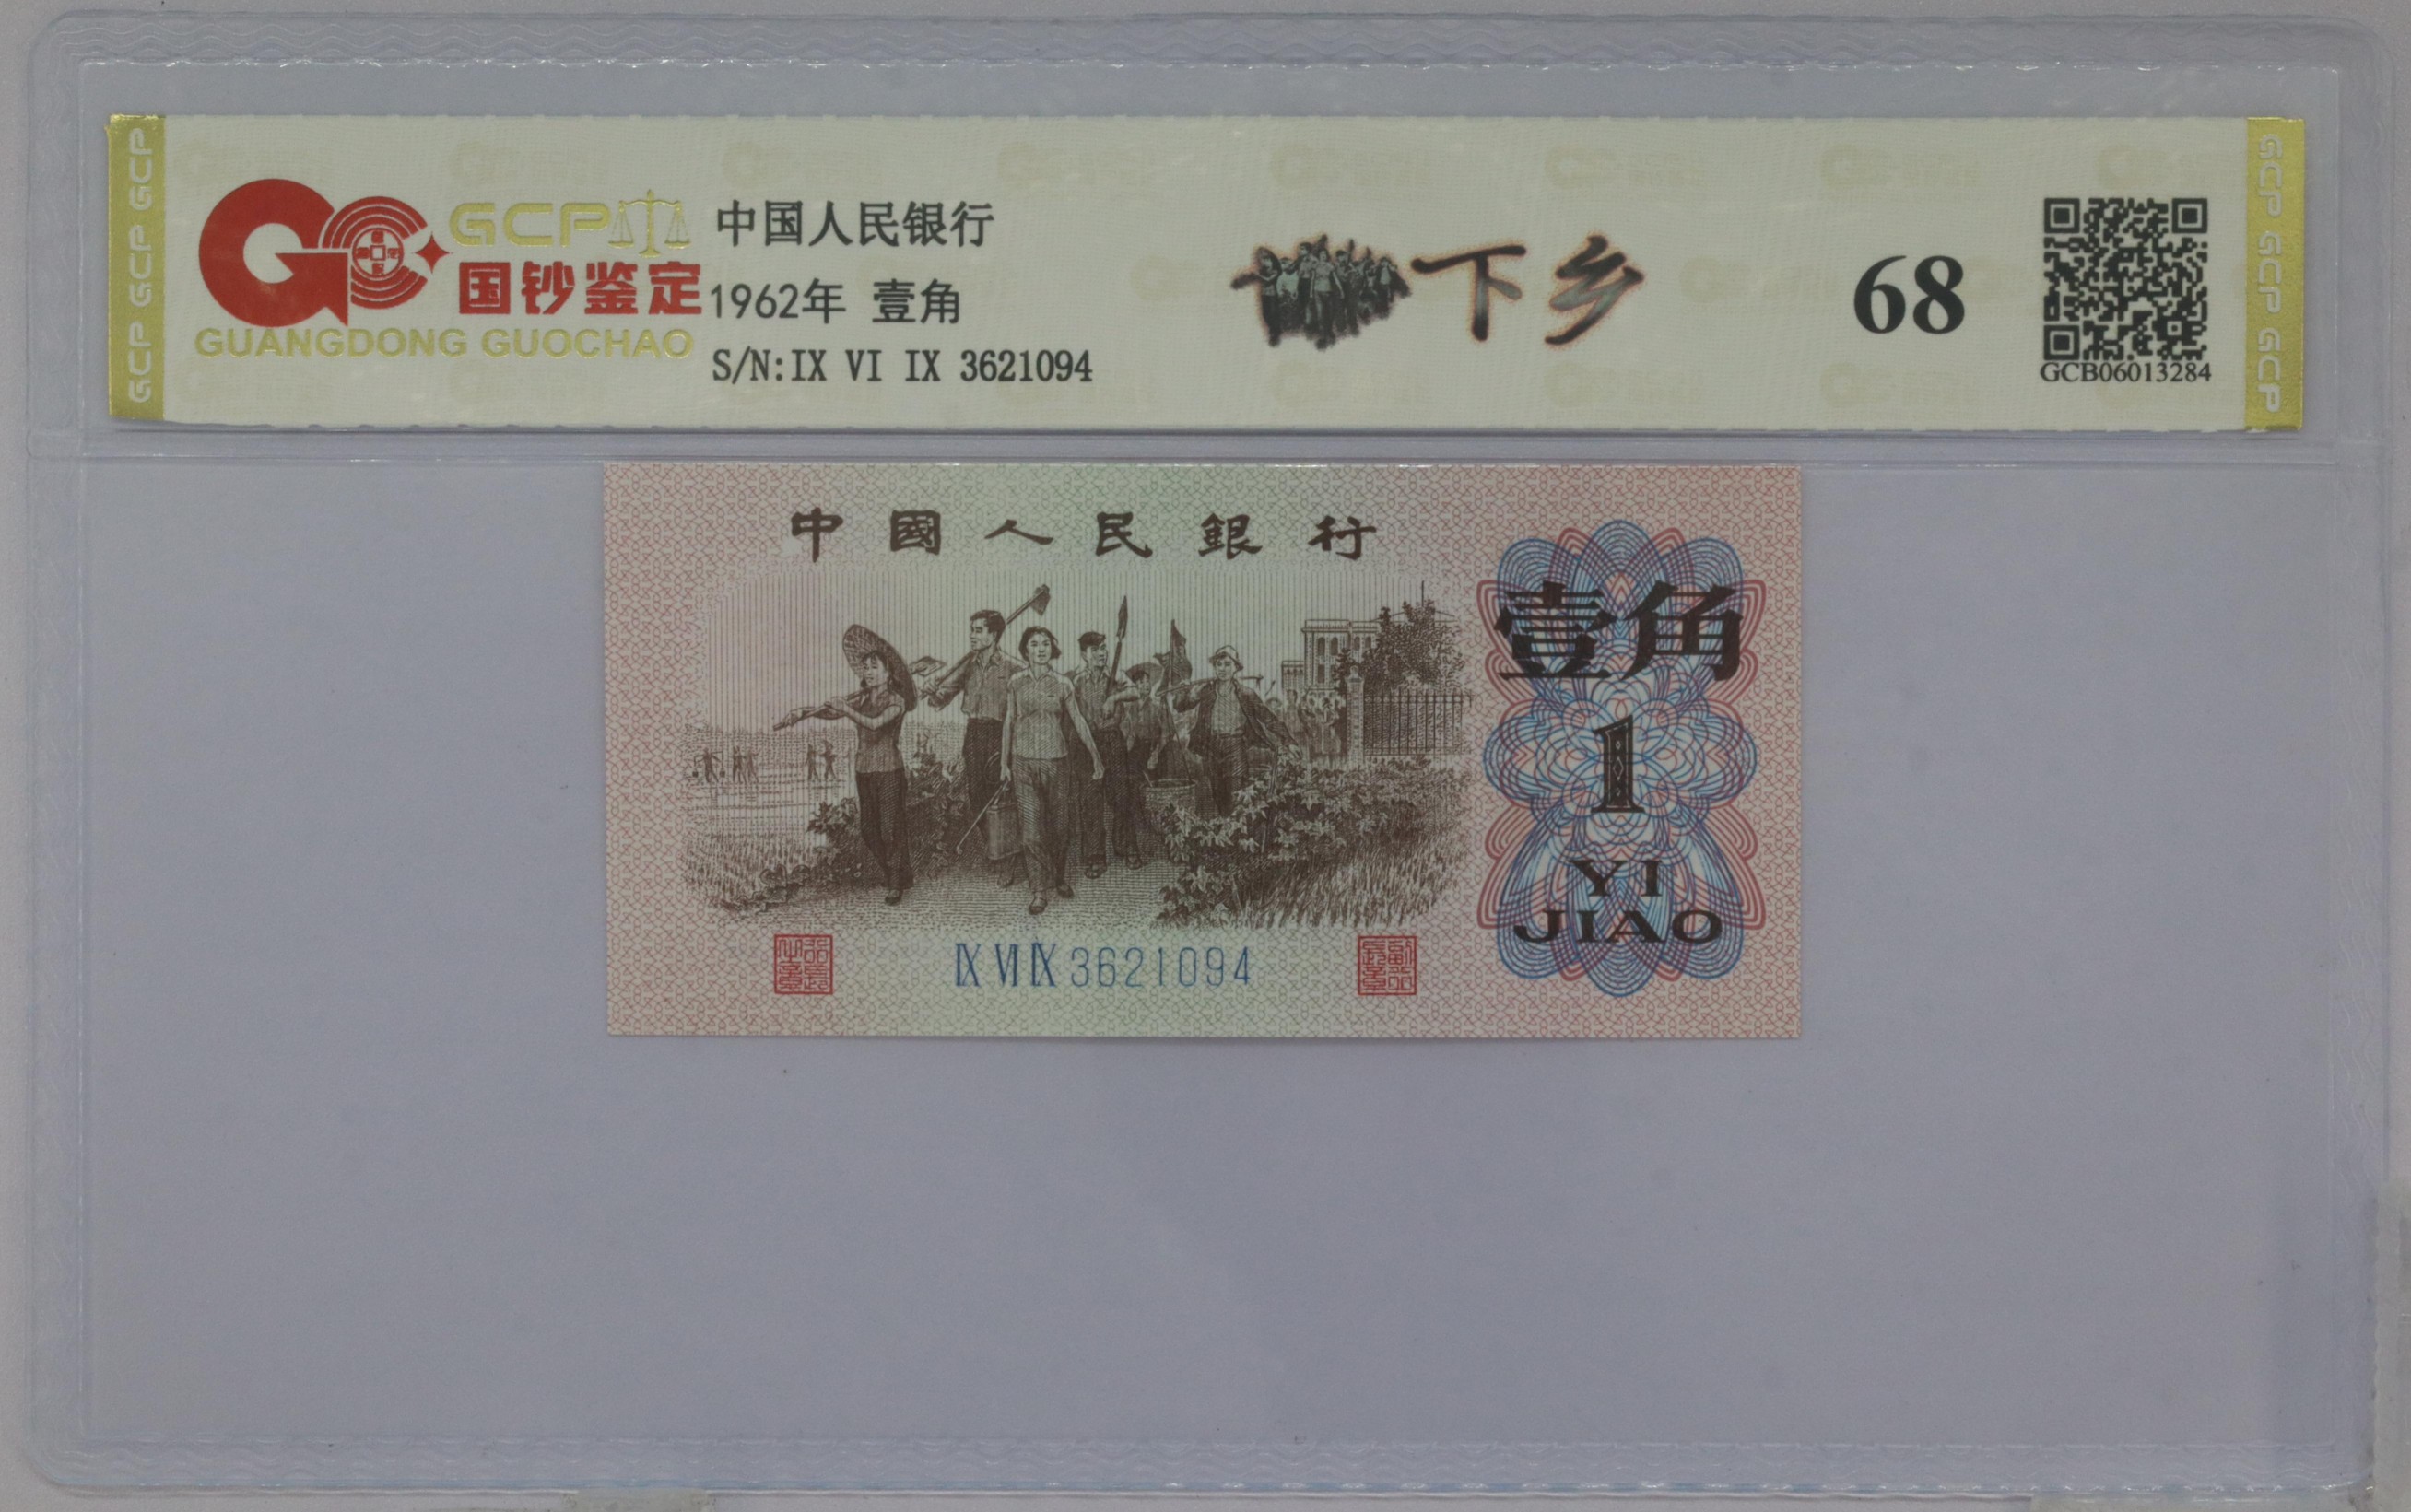 GCP GCP GCP
GCP
国钞鉴定
GUANGDONG GUOCHAO
中国人民银行
1962年 壹角
S/N:IX VI IX 3621094
下乡
68
GCB06013284
GCP GCP GCP
中國人民銀行
壹角
1
YI
JIAO
IX VI IX 3621094